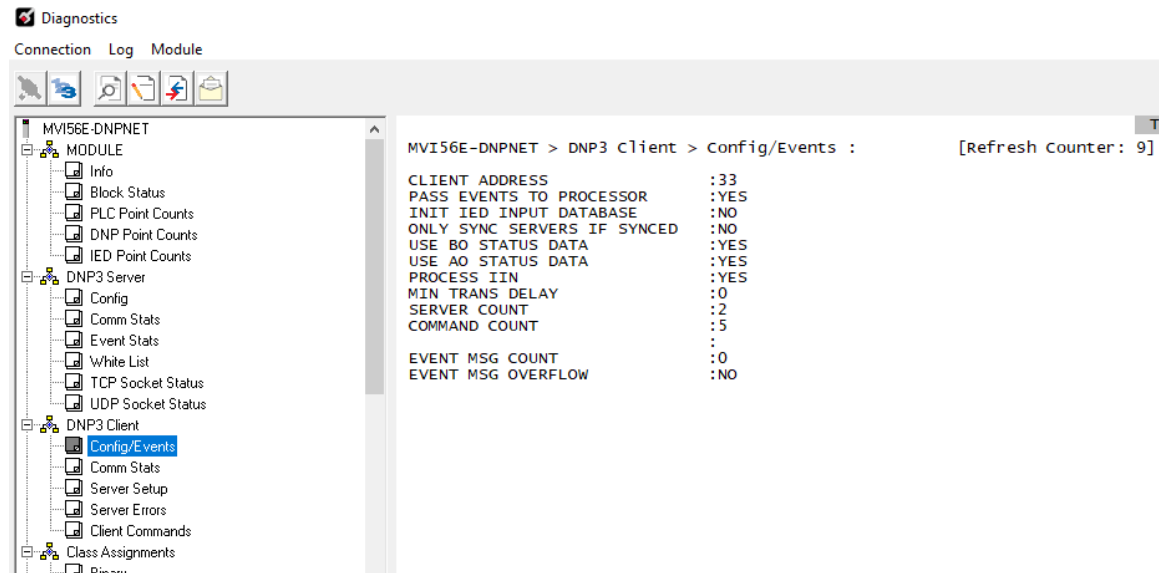 Diagnostics
Connection Log Module
MVI56E-DNPNET
MODULE
Info
Block Status
PLC Point Counts
DNP Point Counts
IED Point Counts
DNP3 Server
Config
Comm Stats
Event Stats
White List
TCP Socket Status
UDP Socket Status
DNP3 Client
Config/Events
Comm Stats
Server Setup
Server Errors
Client Commands
Class Assignments
Binary
T
MVI56E-DNPNET > DNP3 Client > Config/Events : [Refresh Counter: 9]
CLIENT ADDRESS :33
PASS EVENTS TO PROCESSOR :YES
INIT IED INPUT DATABASE :NO
ONLY SYNC SERVERS IF SYNCED :NO
USE BO STATUS DATA :YES
USE AO STATUS DATA :YES
PROCESS IIN :YES
MIN TRANS DELAY :0
SERVER COUNT :2
COMMAND COUNT :5
:
EVENT MSG COUNT :0
EVENT MSG OVERFLOW :NO